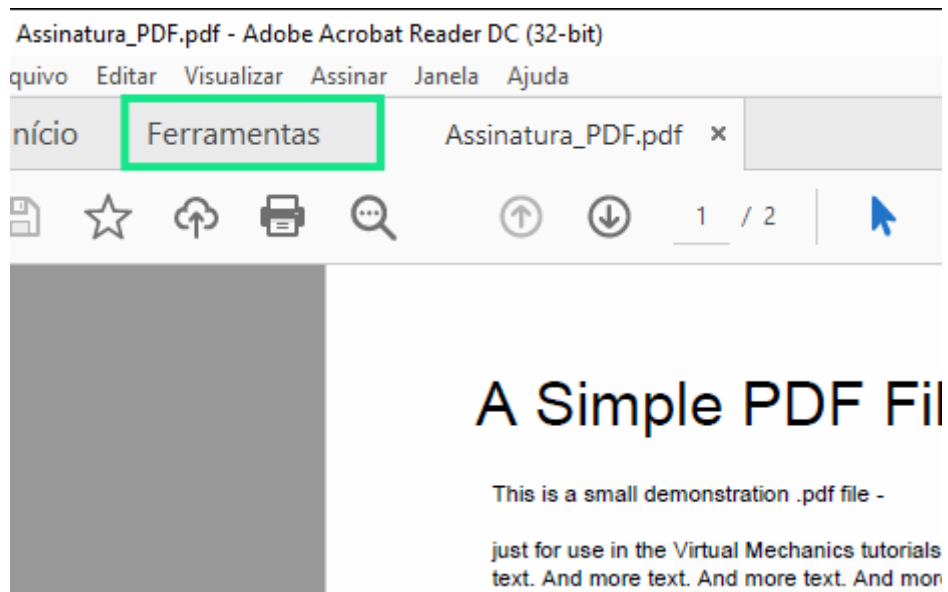 Assinatura_PDF.pdf - Adobe Acrobat Reader DC (32-bit)
quivo Editar Visualizar Assinar Janela Ajuda
nício Ferramentas Assinatura_PDF.pdf ×
1 / 2
A Simple PDF Fil
This is a small demonstration .pdf file -
just for use in the Virtual Mechanics tutorials
text. And more text. And more text. And more